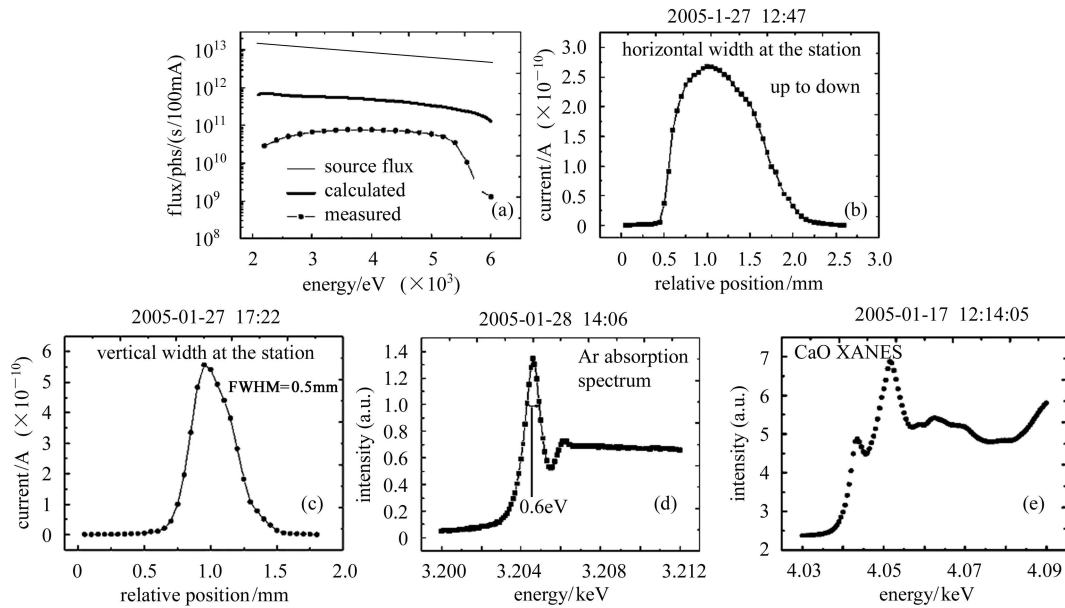 2005-1-27 12:47
flux/phs/(s/100mA)
10^13
10^12
10^11
10^10
10^9
10^8
source flux
calculated
measured
(a)
2 3 4 5 6
energy/eV (×10^3)
current/A (×10^−10)
3.0
2.5
2.0
1.5
1.0
0.5
0
horizontal width at the station
up to down
(b)
0 0.5 1.0 1.5 2.0 2.5 3.0
relative position/mm
2005-01-27 17:22
current/A (×10^−10)
6
5
4
3
2
1
0
vertical width at the station
FWHM=0.5mm
(c)
0 0.5 1.0 1.5 2.0
relative position/mm
2005-01-28 14:06
intensity (a.u.)
1.4
1.2
1.0
0.8
0.6
0.4
0.2
0
Ar absorption
spectrum
0.6eV
(d)
3.200 3.204 3.208 3.212
energy/keV
2005-01-17 12:14:05
intensity (a.u.)
7
6
5
4
3
2
CaO XANES
(e)
4.03 4.05 4.07 4.09
energy/keV